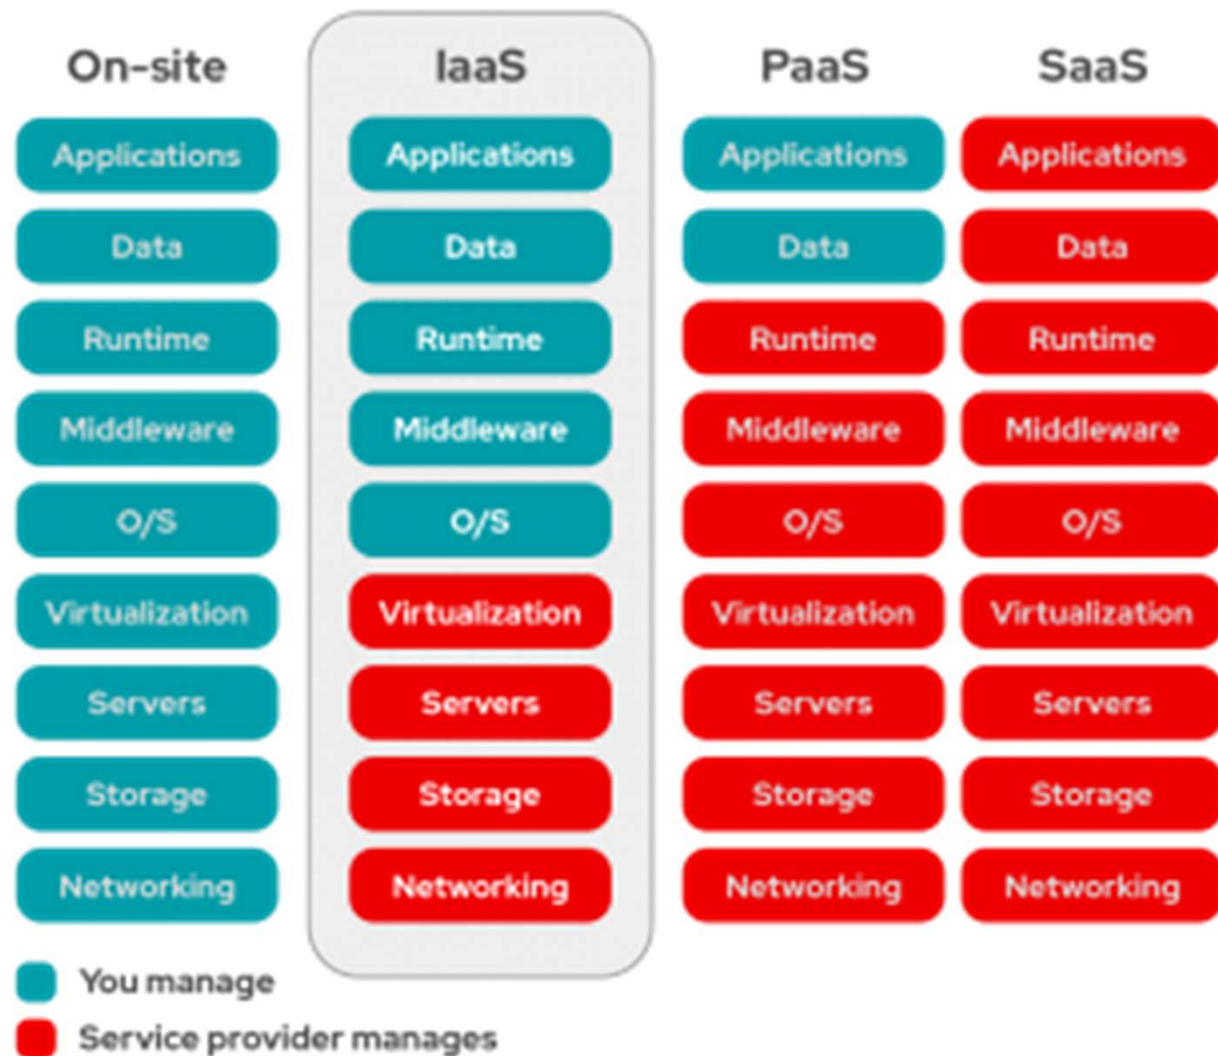 On-site IaaS PaaS SaaS
Applications Applications Applications Applications
Data Data Data Data
Runtime Runtime Runtime Runtime
Middleware Middleware Middleware Middleware
O/S O/S O/S O/S
Virtualization Virtualization Virtualization Virtualization
Servers Servers Servers Servers
Storage Storage Storage Storage
Networking Networking Networking Networking
You manage
Service provider manages